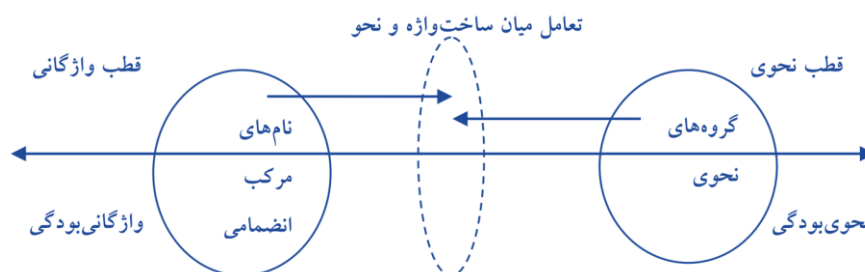 تعامل میان ساخت‌واژه و نحو
قطب نحوی
قطب واژگانی
گروه‌های
نحوی
نام‌های
مرکب
انضمامی
نحوی‌بودگی
واژگانی‌بودگی